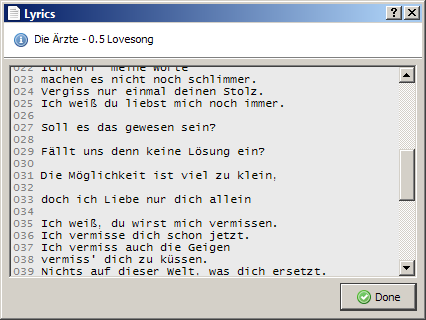 Lyrics
Die Ärzte - 0.5 Lovesong
022 Ich hoff' meine Worte
023 machen es nicht noch schlimmer.
024 Vergiss nur einmal deinen Stolz.
025 Ich weiß du liebst mich noch immer.
026
027 Soll es das gewesen sein?
028
029 Fällt uns denn keine Lösung ein?
030
031 Die Möglichkeit ist viel zu klein,
032
033 doch ich Liebe nur dich allein
034
035 Ich weiß, du wirst mich vermissen.
036 Ich vermisse dich schon jetzt.
037 Ich vermiss auch die Geigen
038 vermiss' dich zu küssen.
039 Nichts auf dieser Welt, was dich ersetzt.
Done